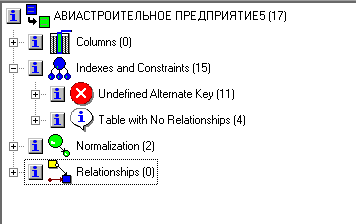 АВИАСТРОИТЕЛЬНОЕ ПРЕДПРИЯТИЕ5 (17)
Columns (0)
Indexes and Constraints (15)
Undefined Alternate Key (11)
Table with No Relationships (4)
Normalization (2)
Relationships (0)